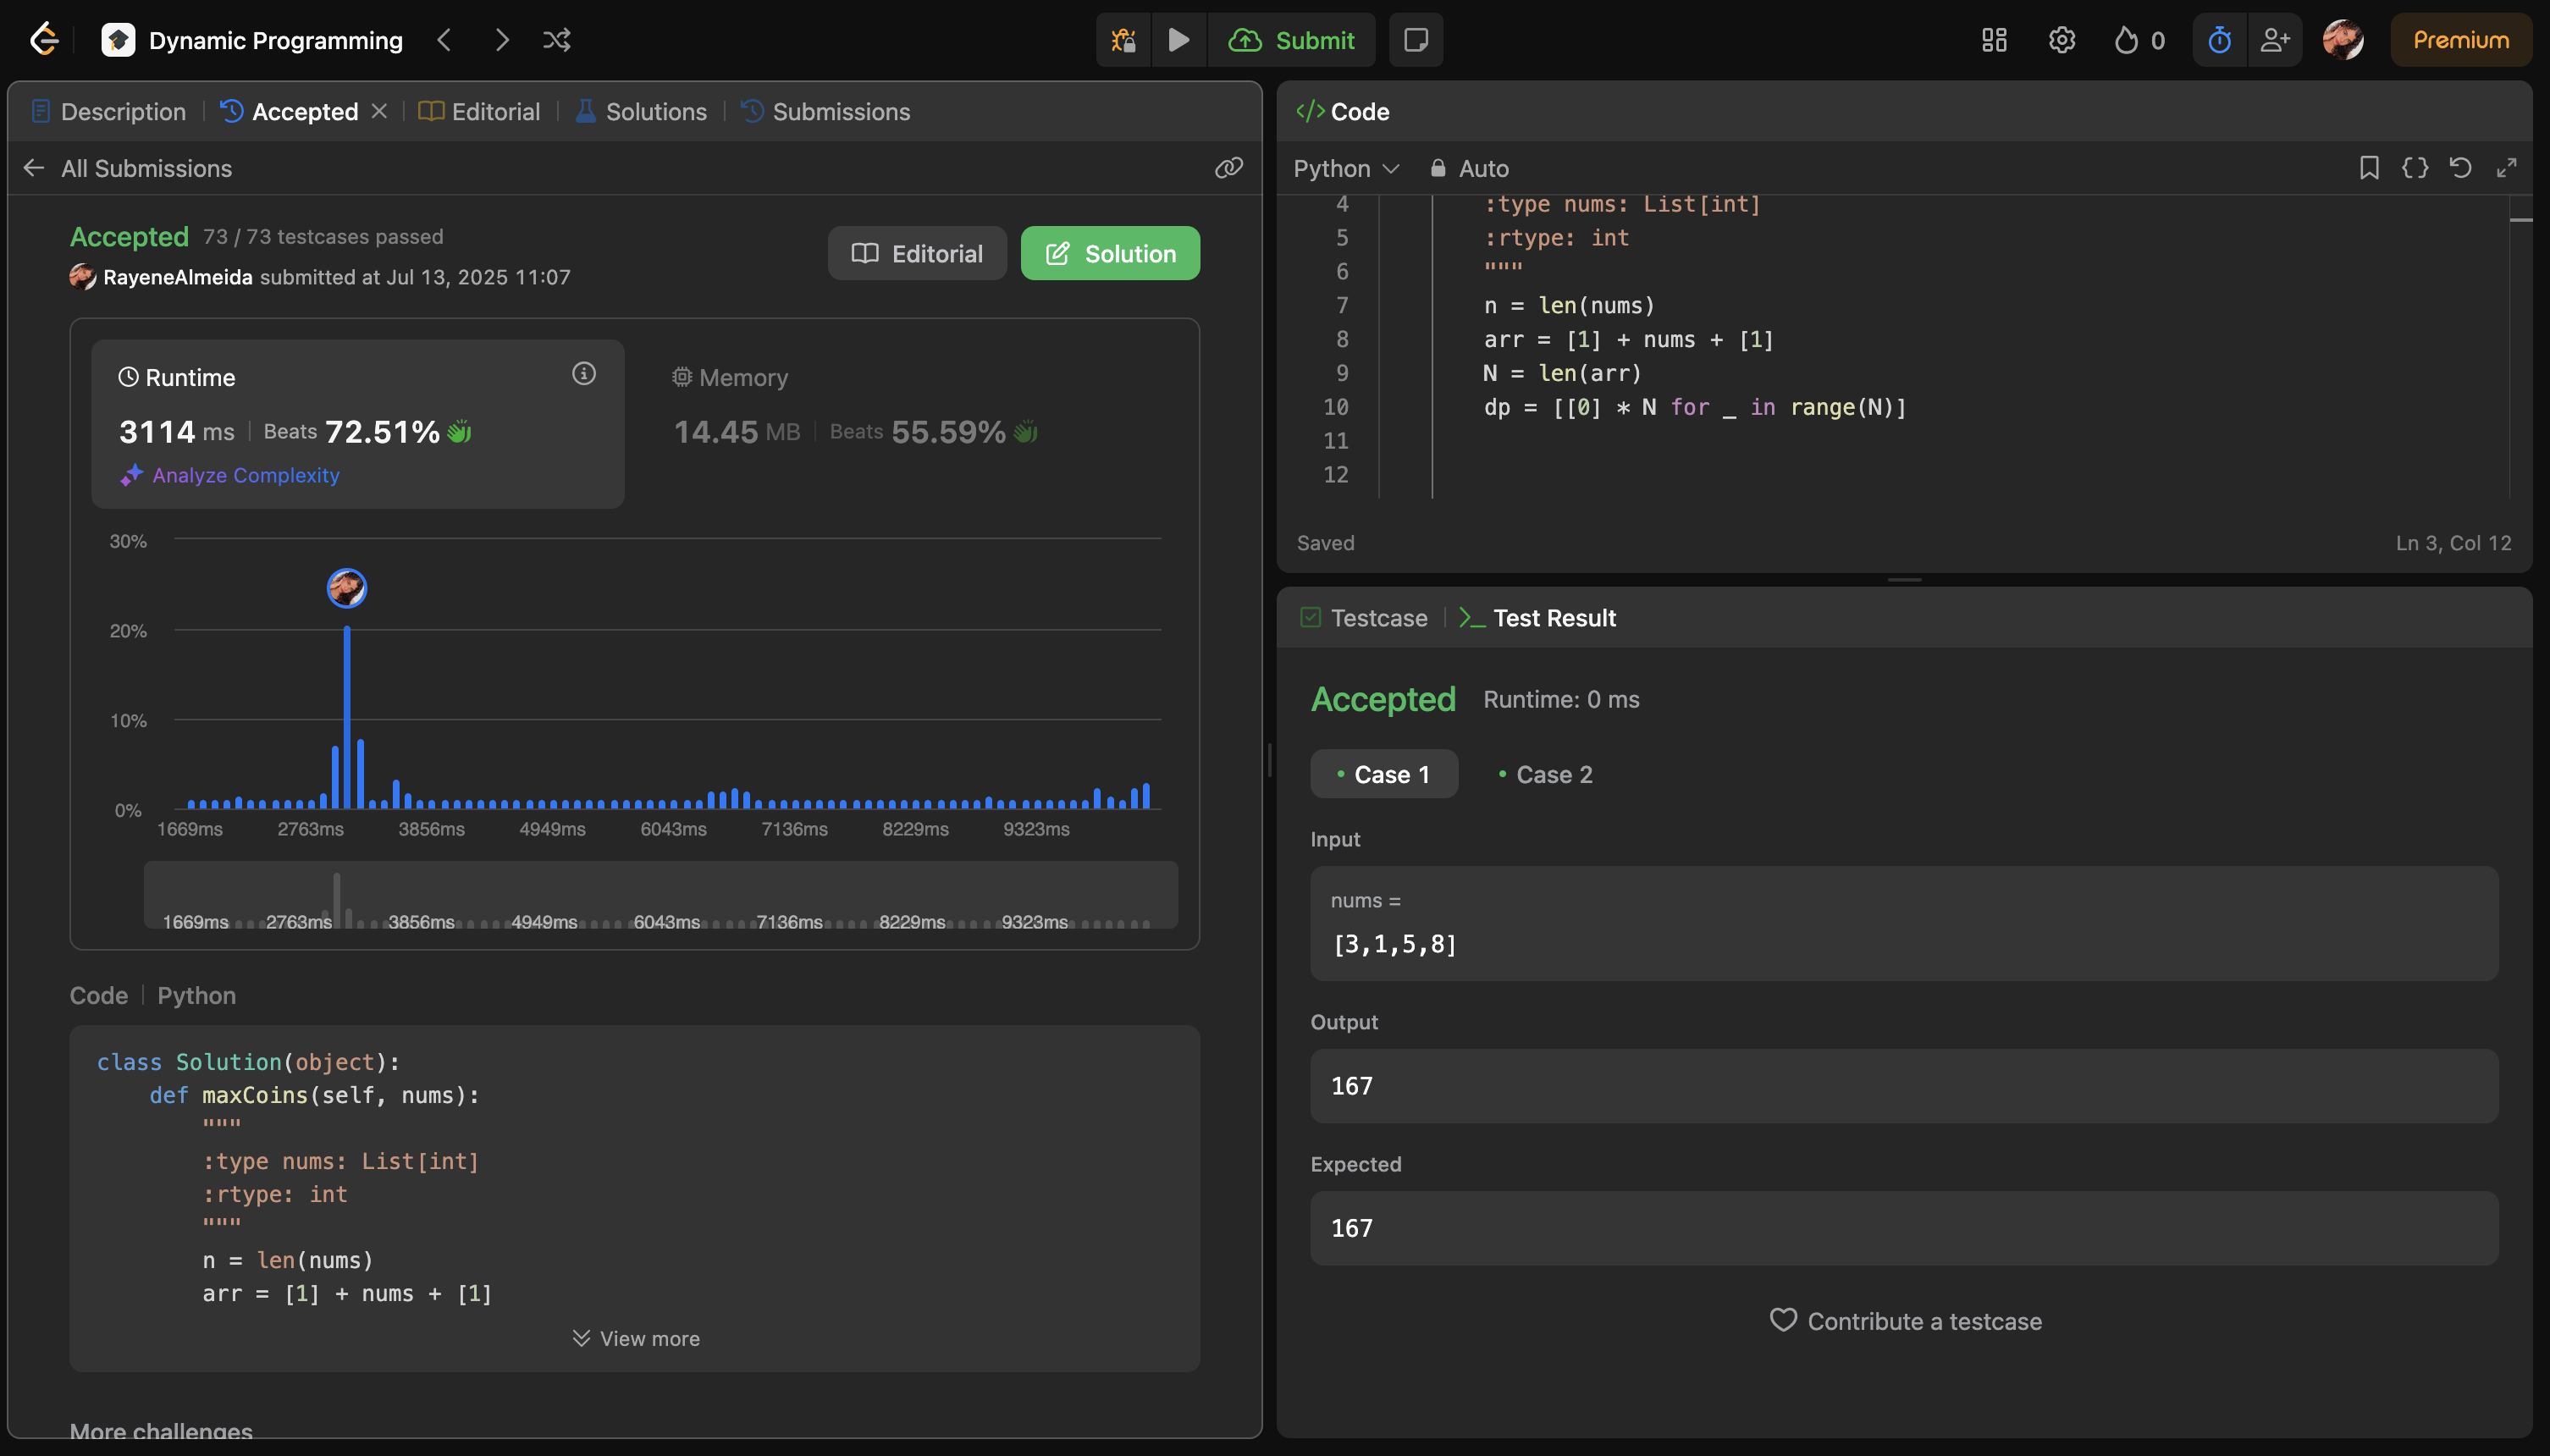 Dynamic Programming
Submit
0
Premium
Description
Accepted
Editorial
Solutions
Submissions
All Submissions
Accepted 73 / 73 testcases passed
RayeneAlmeida submitted at Jul 13, 2025 11:07
Editorial
Solution
Runtime
3114 ms Beats 72.51%
Analyze Complexity
Memory
14.45 MB Beats 55.59%
30%
20%
10%
0%
1669ms 2763ms 3856ms 4949ms 6043ms 7136ms 8229ms 9323ms
1669ms 2763ms 3856ms 4949ms 6043ms 7136ms 8229ms 9323ms
Code Python
class Solution(object):
    def maxCoins(self, nums):
        """
        :type nums: List[int]
        :rtype: int
        """
        n = len(nums)
        arr = [1] + nums + [1]
View more
More challenges
</> Code
Python Auto
4 :type nums: List[int]
5 :rtype: int
6 """
7 n = len(nums)
8 arr = [1] + nums + [1]
9 N = len(arr)
10 dp = [[0] * N for _ in range(N)]
11
12
Saved
Ln 3, Col 12
Testcase
>_ Test Result
Accepted Runtime: 0 ms
Case 1
Case 2
Input
nums =
[3,1,5,8]
Output
167
Expected
167
Contribute a testcase